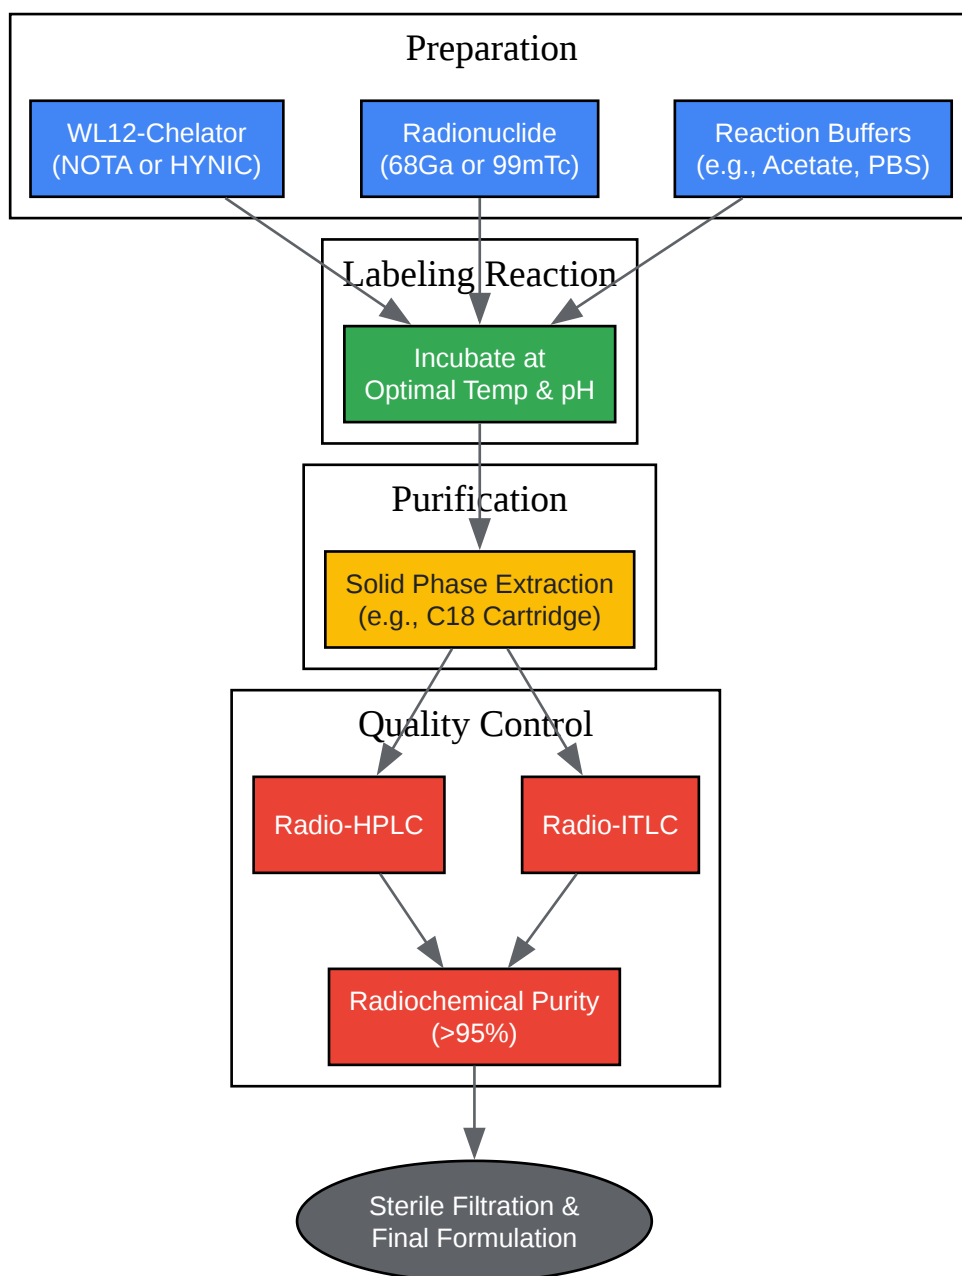 Preparation
WL12-Chelator
(NOTA or HYNIC)
Radionuclide
(68Ga or 99mTc)
Reaction Buffers
(e.g., Acetate, PBS)
Labeling Reaction
Incubate at
Optimal Temp & pH
Purification
Solid Phase Extraction
(e.g., C18 Cartridge)
Quality Control
Radio-HPLC
Radio-ITLC
Radiochemical Purity
(>95%)
Sterile Filtration &
Final Formulation